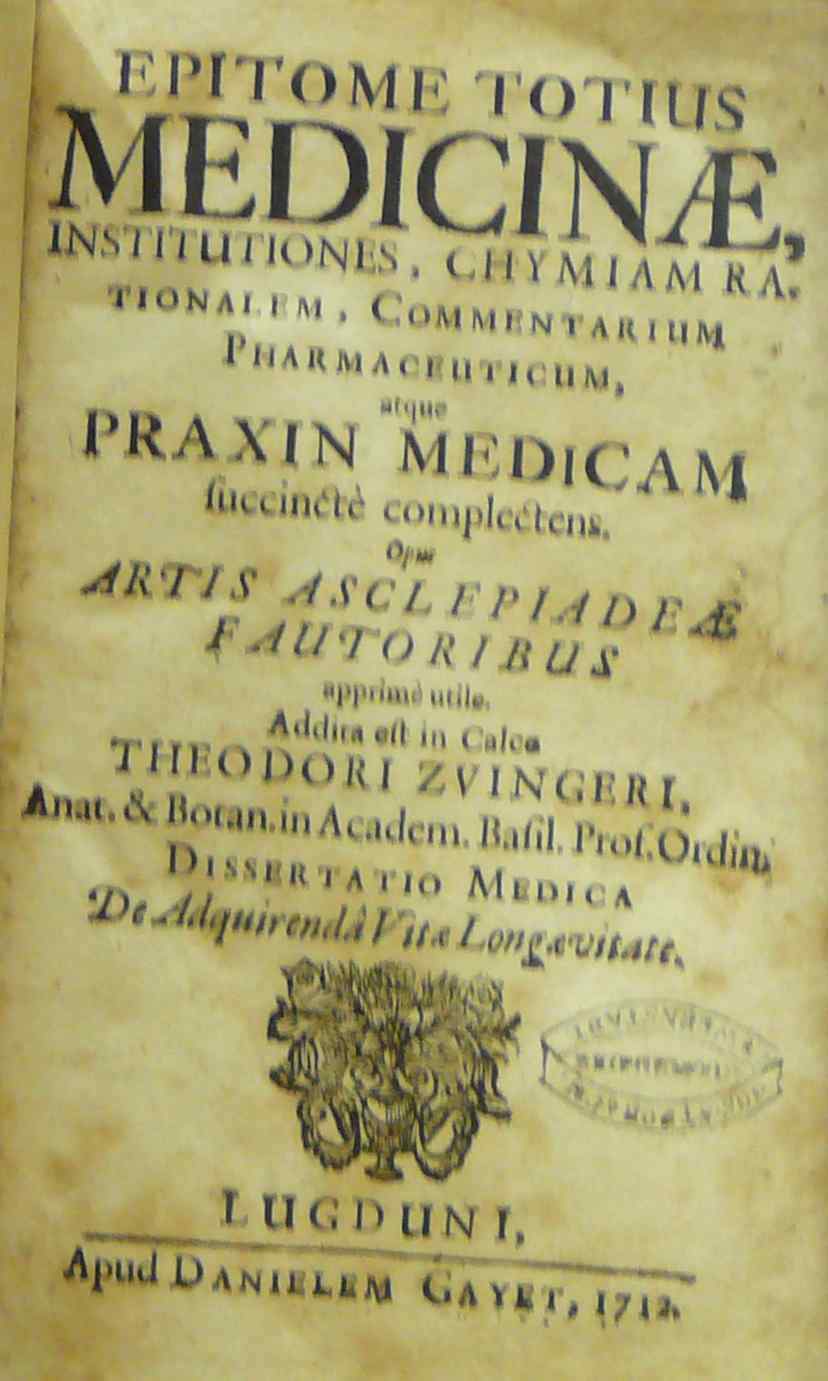 EPITOME TOTIUS
MEDICINÆ,
INSTITUTIONES, CHYMIAM RA-
TIONALEM, COMMENTARIUM
PHARMACEUTICUM,
atque
PRAXIN MEDICAM
ſuccinctè complectens.
Opus
ARTIS ASCLEPIADEÆ
FAUTORIBUS
apprimè utile.
Addita eſt in Calce
THEODORI ZVINGERI,
Anat. & Botan. in Academ. Baſil. Prof. Ordin.
DISSERTATIO MEDICA
De Adquirendâ Vitæ Longævitate.
LUGDUNI,
Apud DANIELEM GAYET, 1712.